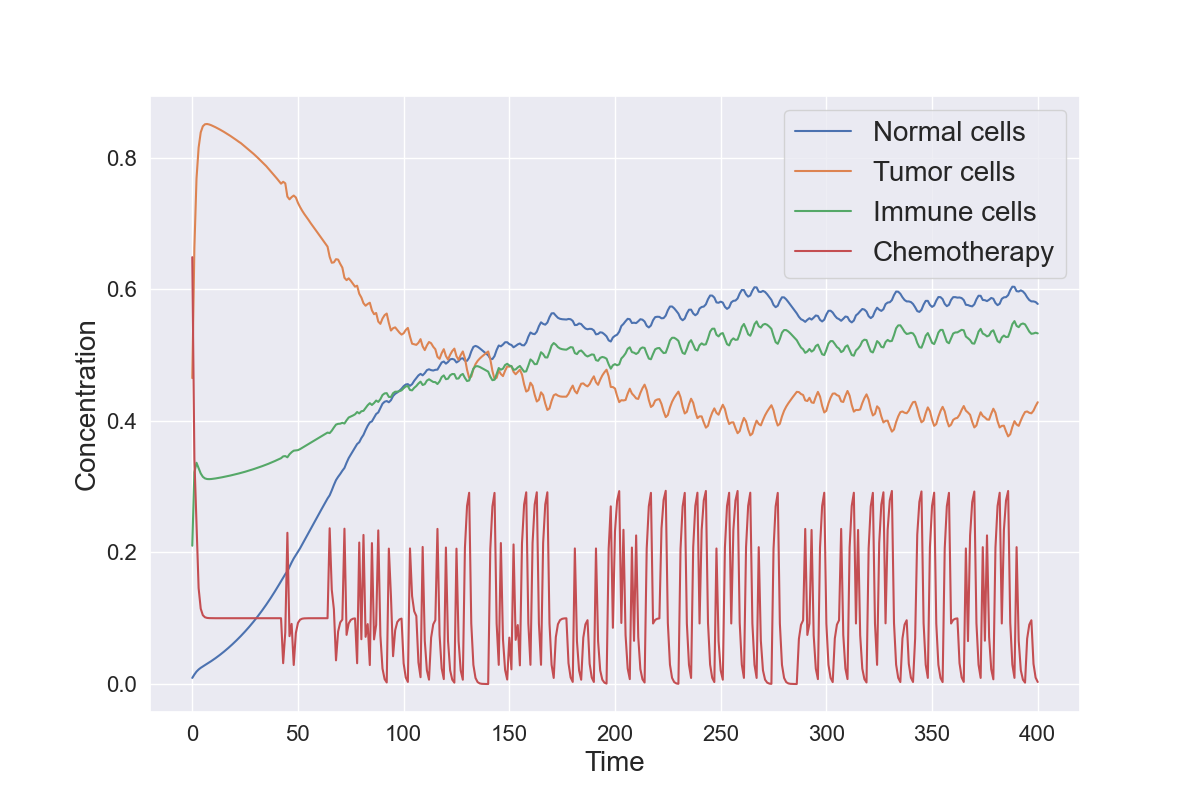 Normal cells
Tumor cells
Immune cells
Chemotherapy
Concentration
0.8
0.6
0.4
0.2
0.0
0 50 100 150 200 250 300 350 400
Time